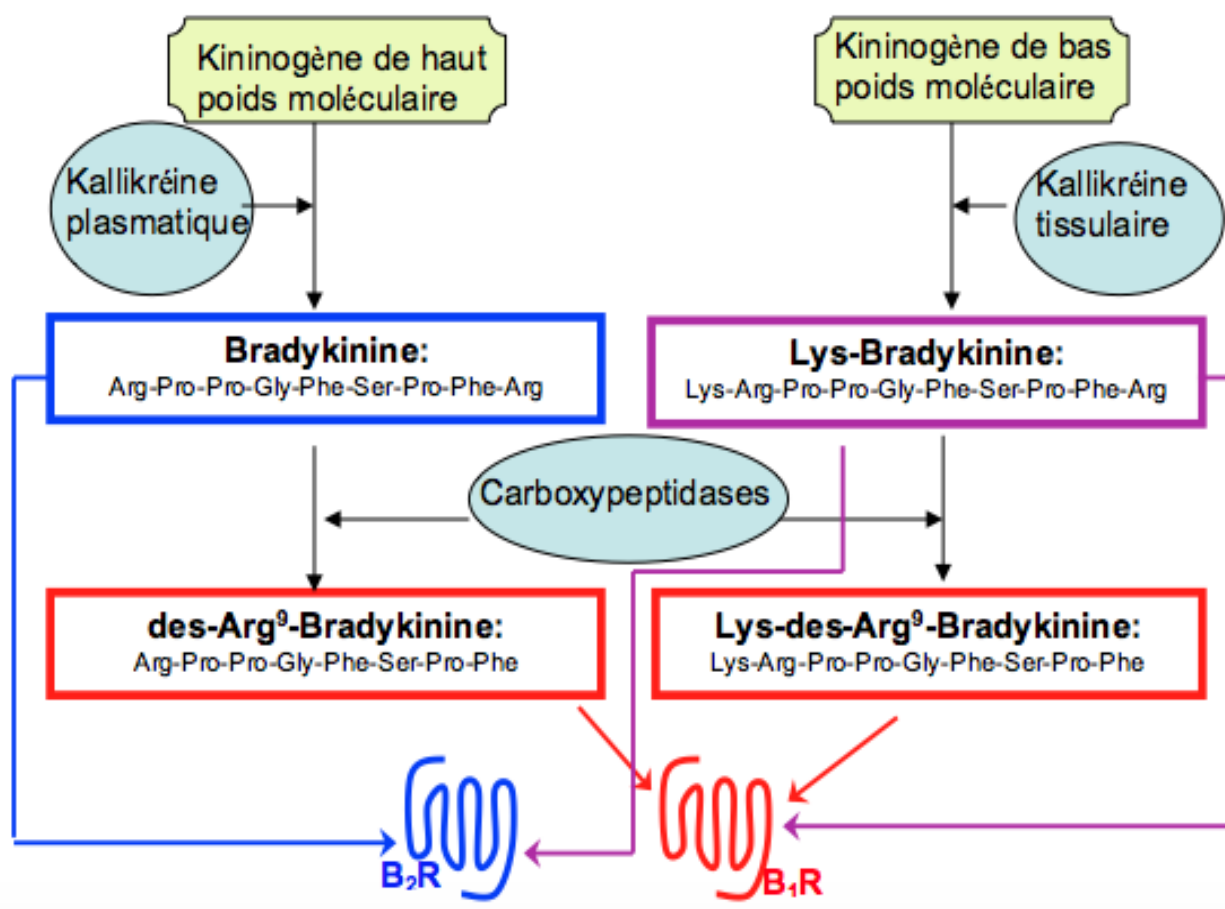 Kininogène de haut
poids moléculaire
Kininogène de bas
poids moléculaire
Kallikréine
plasmatique
Kallikréine
tissulaire
Bradykinine:
Arg-Pro-Pro-Gly-Phe-Ser-Pro-Phe-Arg
Lys-Bradykinine:
Lys-Arg-Pro-Pro-Gly-Phe-Ser-Pro-Phe-Arg
Carboxypeptidases
des-Arg⁹-Bradykinine:
Arg-Pro-Pro-Gly-Phe-Ser-Pro-Phe
Lys-des-Arg⁹-Bradykinine:
Lys-Arg-Pro-Pro-Gly-Phe-Ser-Pro-Phe
B₂R
B₁R